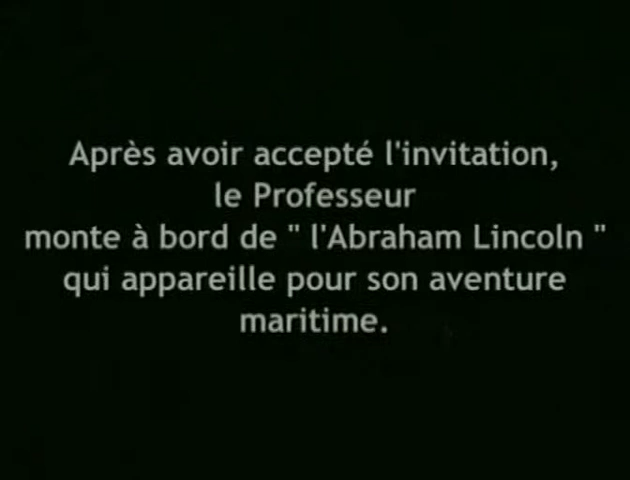 Après avoir accepté l'invitation,
le Professeur
monte à bord de " l'Abraham Lincoln "
qui appareille pour son aventure
maritime.